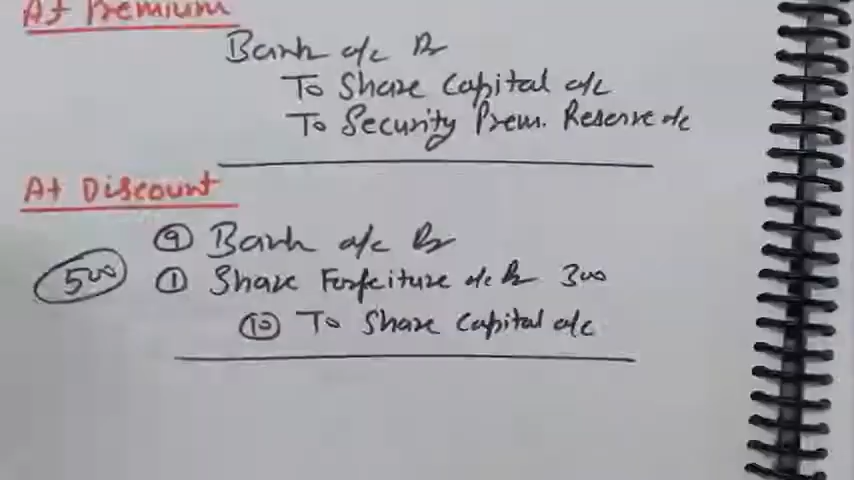 At Premium
Bank a/c Dr
To Share Capital a/c
To Security Prem. Reserve a/c
At Discount
⑨ Bank a/c Dr
500 ① Share Forfeiture a/c Dr 300
⑩ To Share Capital a/c